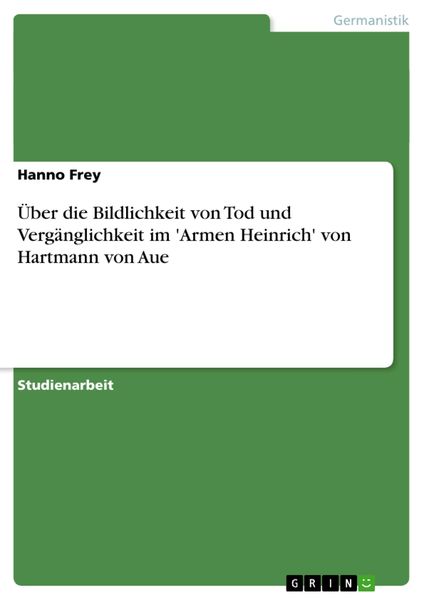 Germanistik
Hanno Frey
Über die Bildlichkeit von Tod und
Vergänglichkeit im 'Armen Heinrich' von
Hartmann von Aue
Studienarbeit
GRIN